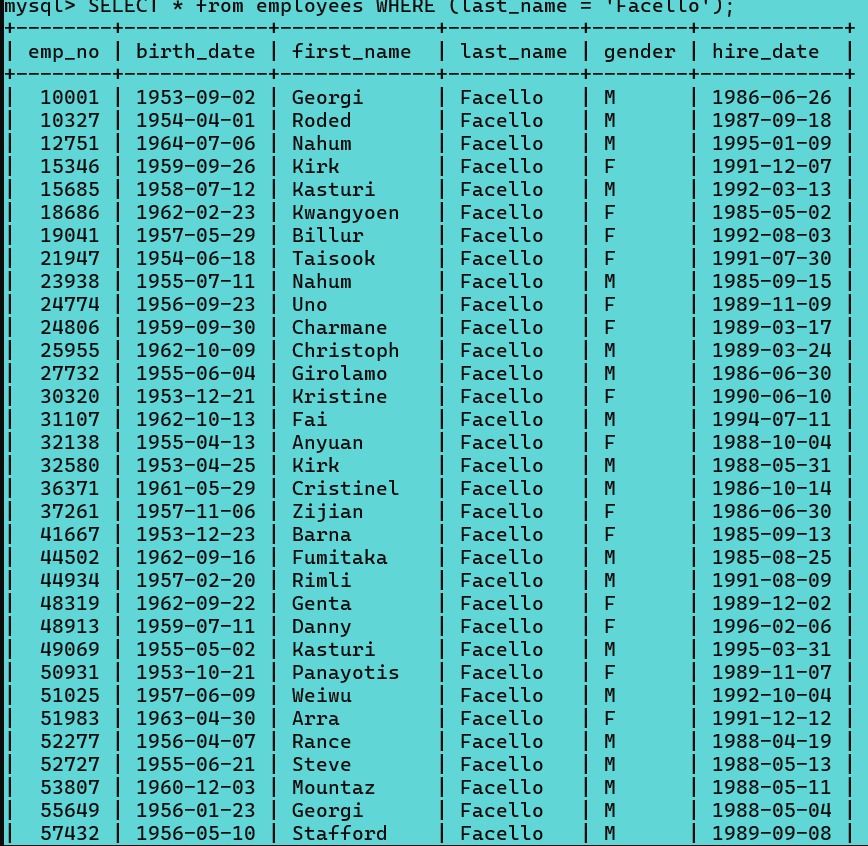 mysql> SELECT * from employees WHERE (last_name = 'Facello');
+--------+------------+------------+-----------+--------+------------+
| emp_no | birth_date | first_name | last_name | gender | hire_date |
+--------+------------+------------+-----------+--------+------------+
| 10001 | 1953-09-02 | Georgi | Facello | M | 1986-06-26 |
| 10327 | 1954-04-01 | Roded | Facello | M | 1987-09-18 |
| 12751 | 1964-07-06 | Nahum | Facello | M | 1995-01-09 |
| 15346 | 1959-09-26 | Kirk | Facello | F | 1991-12-07 |
| 15685 | 1958-07-12 | Kasturi | Facello | M | 1992-03-13 |
| 18686 | 1962-02-23 | Kwangyoen | Facello | F | 1985-05-02 |
| 19041 | 1957-05-29 | Billur | Facello | F | 1992-08-03 |
| 21947 | 1954-06-18 | Taisook | Facello | F | 1991-07-30 |
| 23938 | 1955-07-11 | Nahum | Facello | M | 1985-09-15 |
| 24774 | 1956-09-23 | Uno | Facello | F | 1989-11-09 |
| 24806 | 1959-09-30 | Charmane | Facello | F | 1989-03-17 |
| 25955 | 1962-10-09 | Christoph | Facello | M | 1989-03-24 |
| 27732 | 1955-06-04 | Girolamo | Facello | M | 1986-06-30 |
| 30320 | 1953-12-21 | Kristine | Facello | F | 1990-06-10 |
| 31107 | 1962-10-13 | Fai | Facello | M | 1994-07-11 |
| 32138 | 1955-04-13 | Anyuan | Facello | F | 1988-10-04 |
| 32580 | 1953-04-25 | Kirk | Facello | M | 1988-05-31 |
| 36371 | 1961-05-29 | Cristinel | Facello | M | 1986-10-14 |
| 37261 | 1957-11-06 | Zijian | Facello | F | 1986-06-30 |
| 41667 | 1953-12-23 | Barna | Facello | F | 1985-09-13 |
| 44502 | 1962-09-16 | Fumitaka | Facello | M | 1985-08-25 |
| 44934 | 1957-02-20 | Rimli | Facello | M | 1991-08-09 |
| 48319 | 1962-09-22 | Genta | Facello | F | 1989-12-02 |
| 48913 | 1959-07-11 | Danny | Facello | F | 1996-02-06 |
| 49069 | 1955-05-02 | Kasturi | Facello | M | 1995-03-31 |
| 50931 | 1953-10-21 | Panayotis | Facello | F | 1989-11-07 |
| 51025 | 1957-06-09 | Weiwu | Facello | M | 1992-10-04 |
| 51983 | 1963-04-30 | Arra | Facello | F | 1991-12-12 |
| 52277 | 1956-04-07 | Rance | Facello | M | 1988-04-19 |
| 52727 | 1955-06-21 | Steve | Facello | M | 1988-05-13 |
| 53807 | 1960-12-03 | Mountaz | Facello | M | 1988-05-11 |
| 55649 | 1956-01-23 | Georgi | Facello | M | 1988-05-04 |
| 57432 | 1956-05-10 | Stafford | Facello | M | 1989-09-08 |